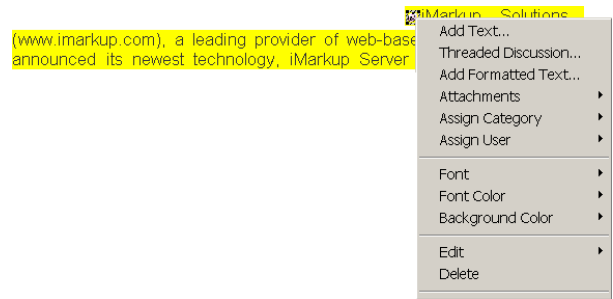 iMarkup Solutions
(www.imarkup.com), a leading provider of web-base
announced its newest technology, iMarkup Server
Add Text...
Threaded Discussion...
Add Formatted Text...
Attachments
Assign Category
Assign User
Font
Font Color
Background Color
Edit
Delete